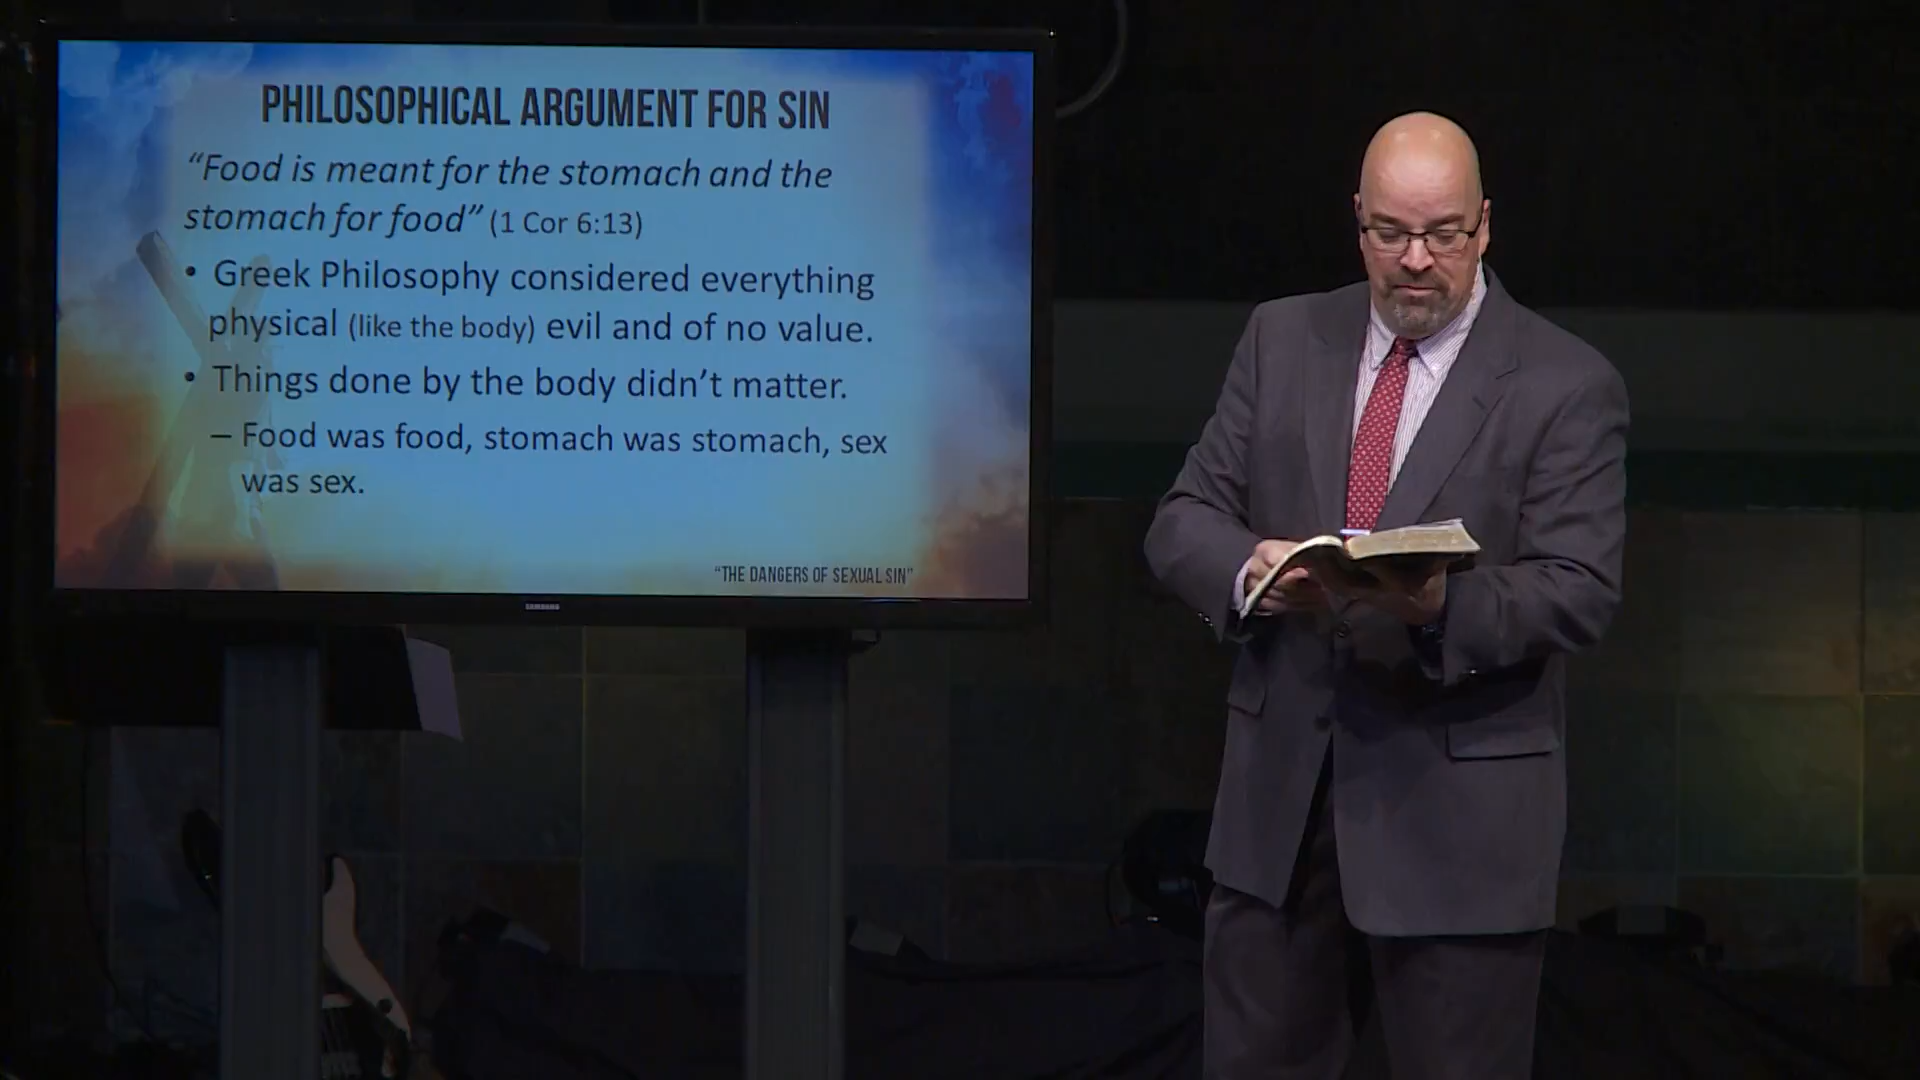 PHILOSOPHICAL ARGUMENT FOR SIN
“Food is meant for the stomach and the
stomach for food” (1 Cor 6:13)
• Greek Philosophy considered everything
physical (like the body) evil and of no value.
• Things done by the body didn’t matter.
– Food was food, stomach was stomach, sex
was sex.
“THE DANGERS OF SEXUAL SIN”
SAMSUNG